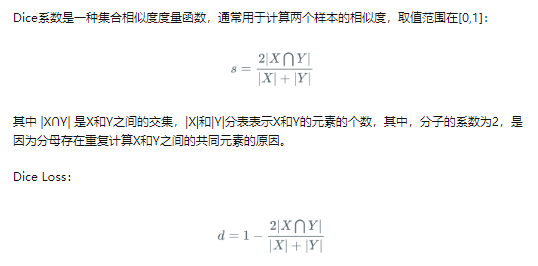 Dice系数是一种集合相似度度量函数，通常用于计算两个样本的相似度，取值范围在[0,1]：
s = 2|X⋂Y| / |X| + |Y|
其中 |X∩Y| 是X和Y之间的交集，|X|和|Y|分表表示X和Y的元素的个数，其中，分子的系数为2，是
因为分母存在重复计算X和Y之间的共同元素的原因。
Dice Loss：
d = 1 − 2|X⋂Y| / |X| + |Y|